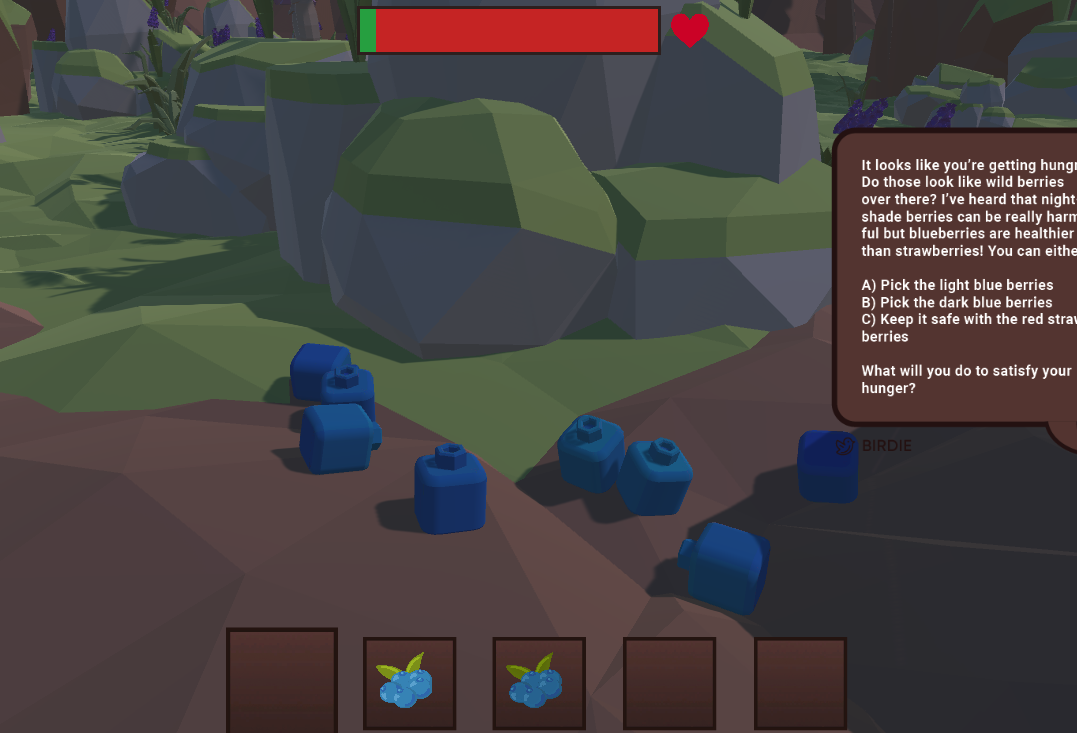 It looks like you're getting hungr
Do those look like wild berries
over there? I've heard that night
shade berries can be really harm
ful but blueberries are healthier
than strawberries! You can eithe
A) Pick the light blue berries
B) Pick the dark blue berries
C) Keep it safe with the red straw
berries
What will you do to satisfy your
hunger?
BIRDIE